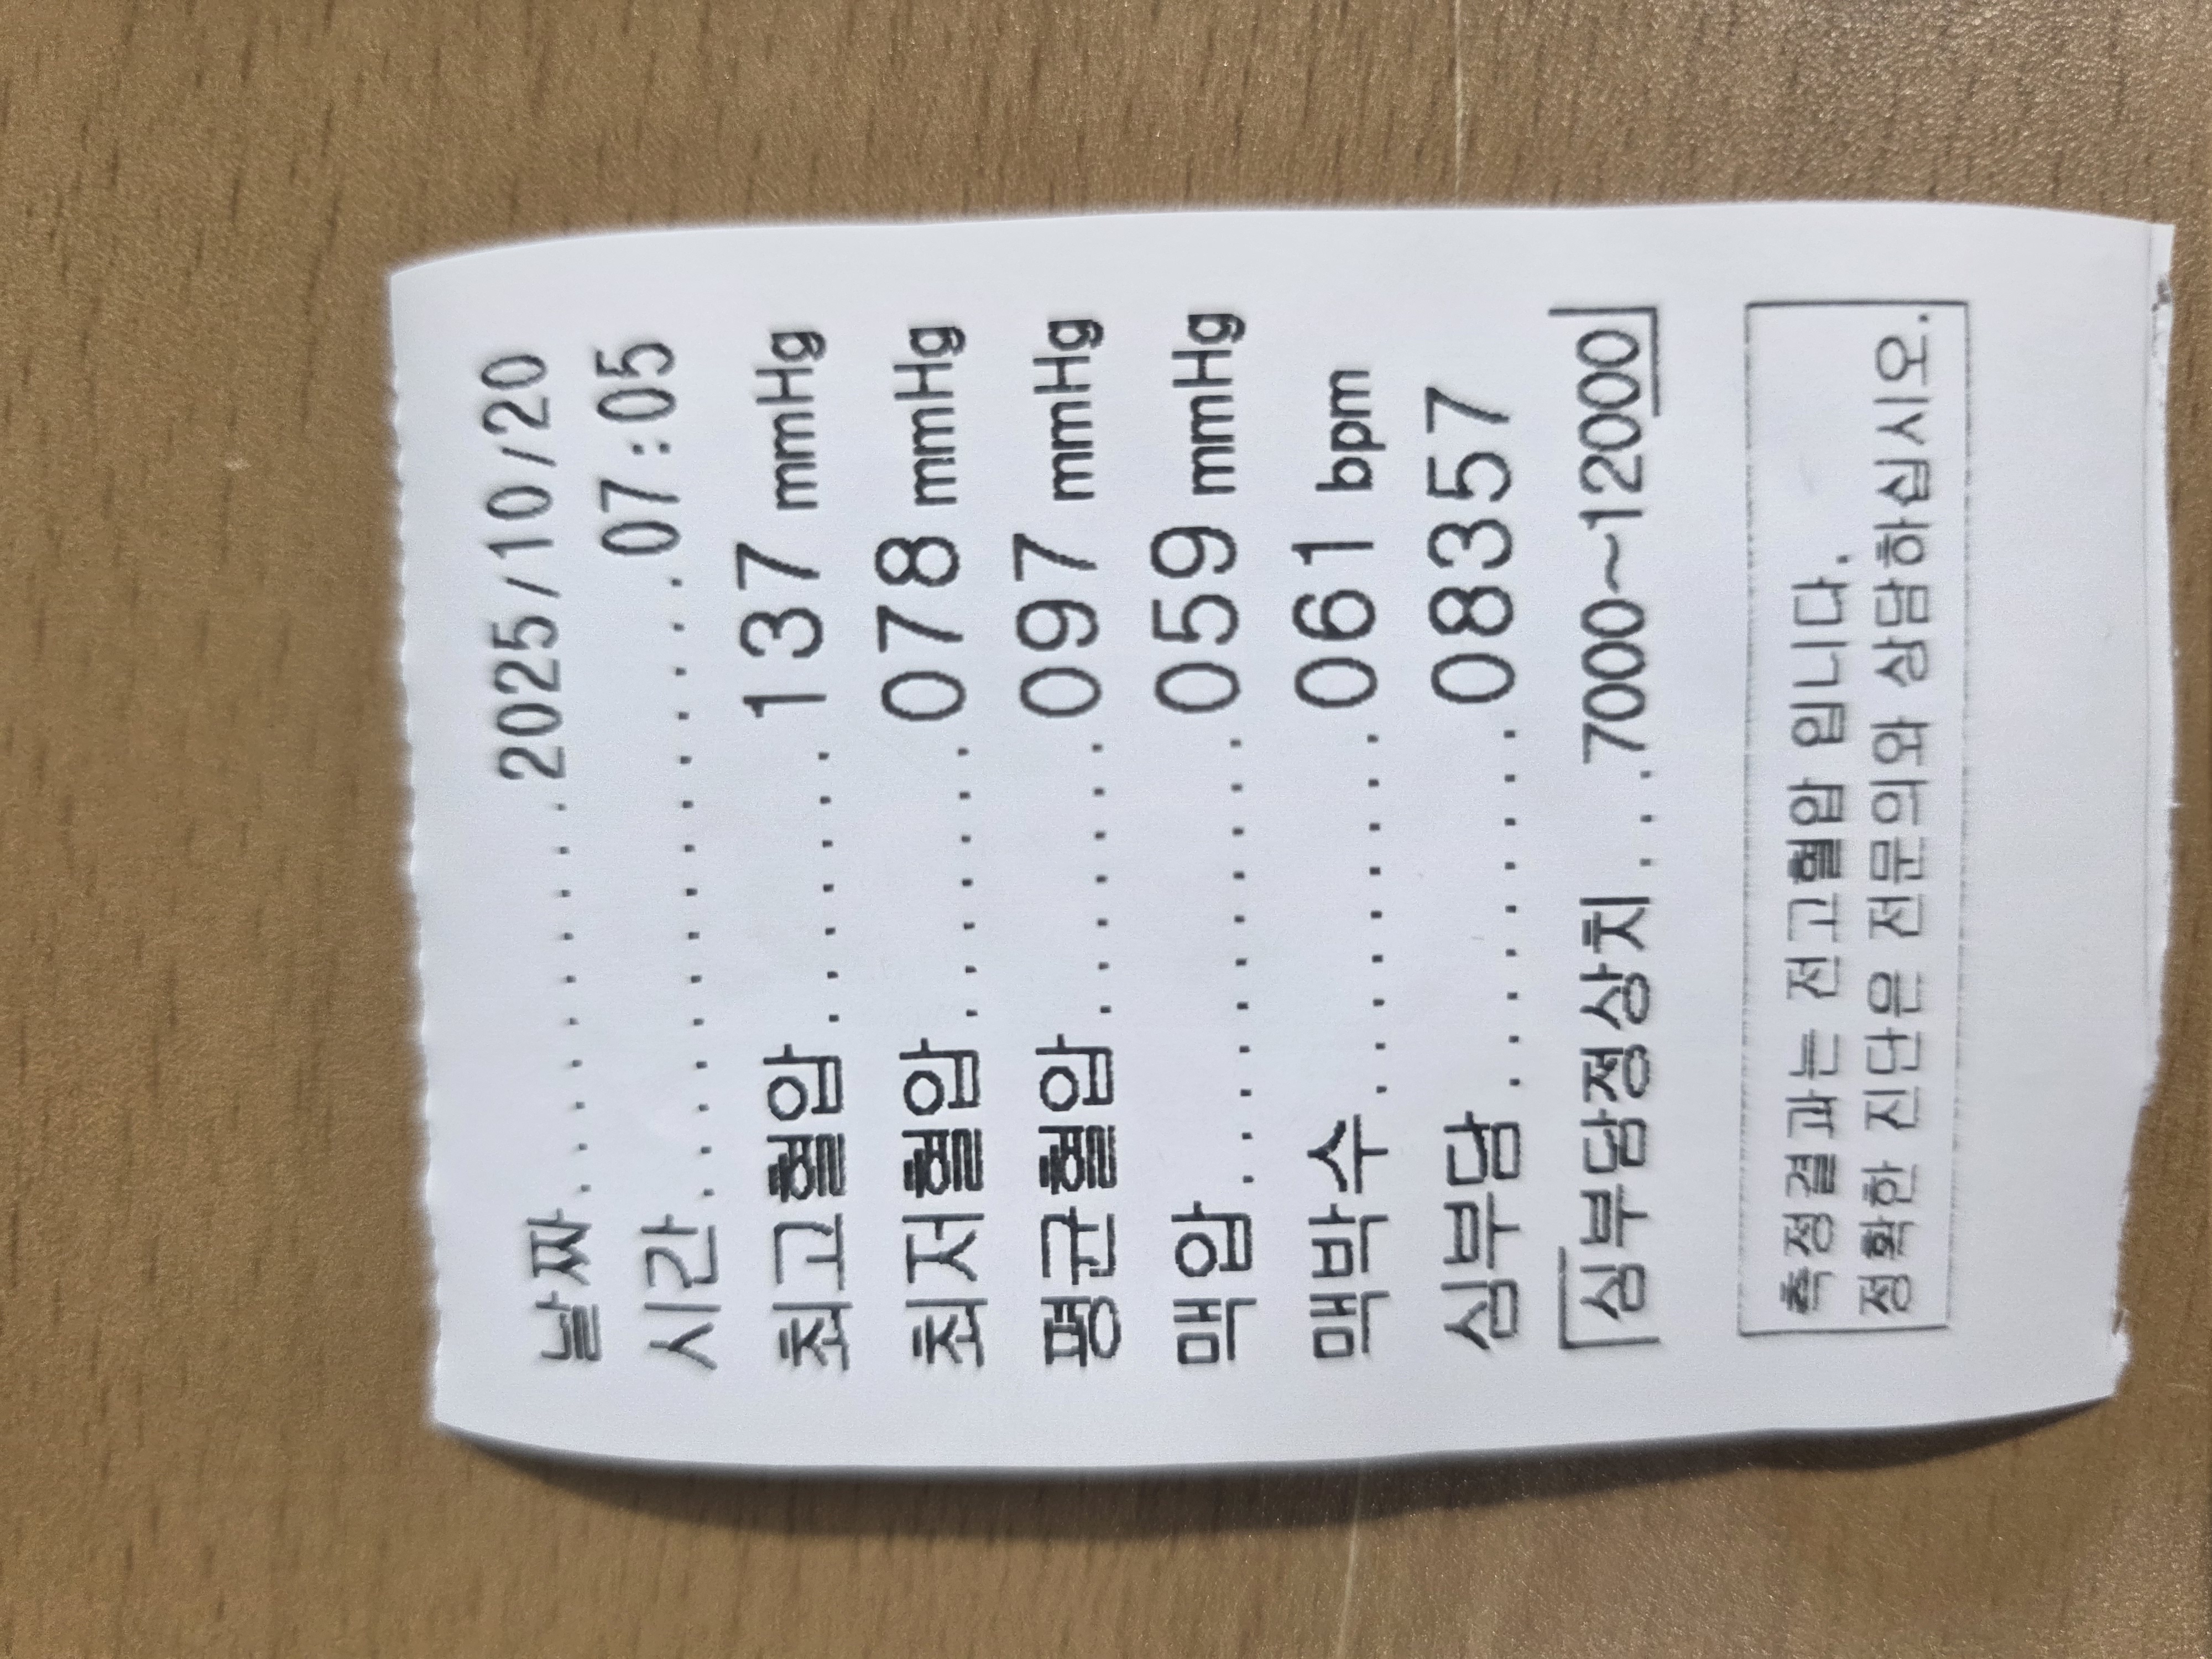 날짜..........2025/10/20
시간...............07:05
최고혈압.......137 mmHg
최저혈압.......078 mmHg
평균혈압.......097 mmHg
맥압...........059 mmHg
맥박수.........061 bpm
심부담.........08357
심부담정상치...7000~12000
측정결과는 전고혈압 입니다.
정확한 진단은 전문의와 상담하십시오.